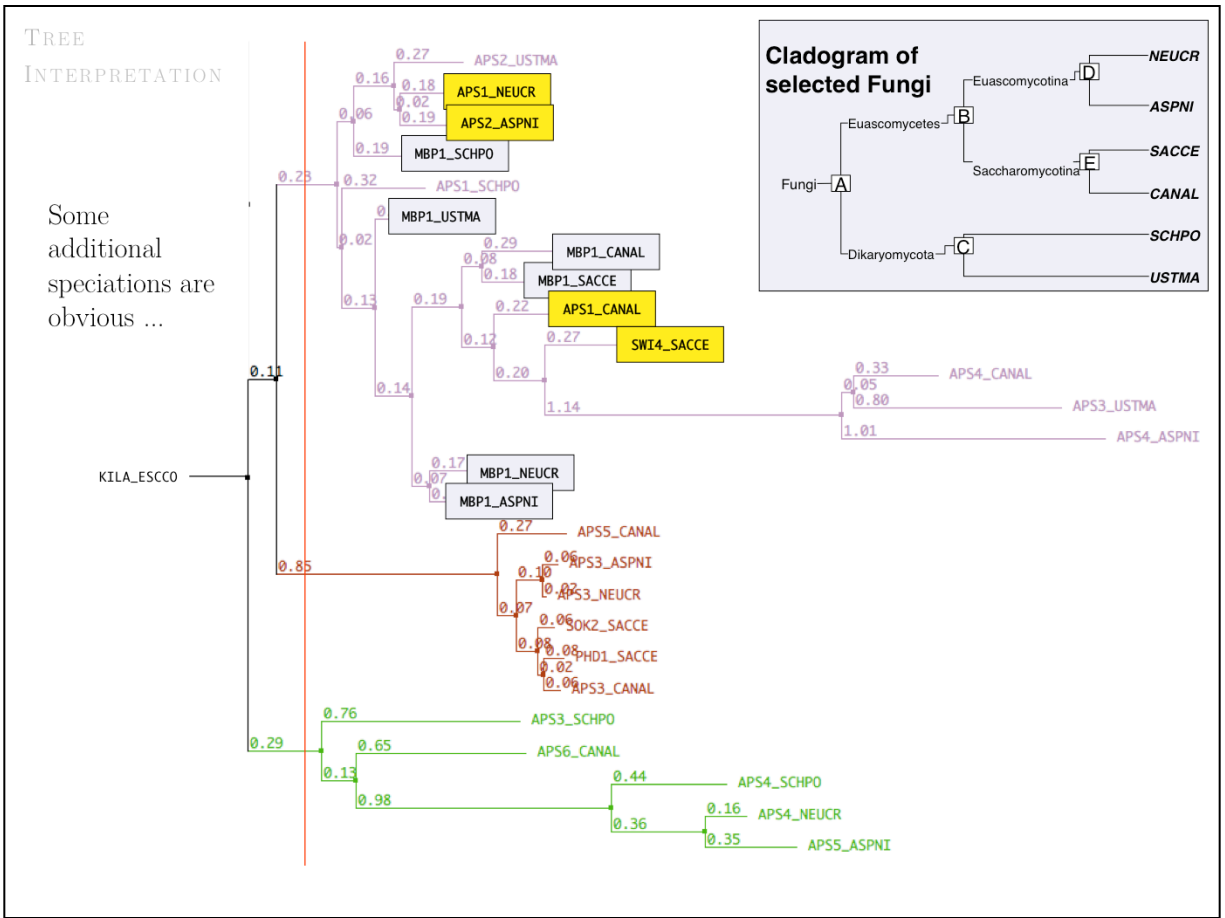 TREE
INTERPRETATION
Some
additional
speciations are
obvious ...
Cladogram of
selected Fungi
NEUCR
D
Euascomycotina
ASPNI
B
Euascomycetes
SACCE
E
Saccharomycotina
CANAL
Fungi
A
SCHPO
C
Dikaryomycota
USTMA
0.27
APS2_USTMA
0.16
0.18
APS1_NEUCR
0.02
0.19
APS2_ASPNI
0.06
0.19
MBP1_SCHPO
0.23
0.32
APS1_SCHPO
0
MBP1_USTMA
0.02
0.29
MBP1_CANAL
0.08
0.18
MBP1_SACCE
0.13
0.19
0.22
APS1_CANAL
0.12
0.27
SWI4_SACCE
0.20
0.33
APS4_CANAL
0.05
0.80
APS3_USTMA
1.14
1.01
APS4_ASPNI
0.11
0.14
0.17
MBP1_NEUCR
0.07
0.
MBP1_ASPNI
KILA_ESCCO
0.27
APS5_CANAL
0.85
0.06
APS3_ASPNI
0.10
0.02
APS3_NEUCR
0.07
0.06
SOK2_SACCE
0.08
0.08
PHD1_SACCE
0.02
0.06
APS3_CANAL
0.76
APS3_SCHPO
0.29
0.65
APS6_CANAL
0.13
0.44
APS4_SCHPO
0.98
0.16
APS4_NEUCR
0.36
0.35
APS5_ASPNI